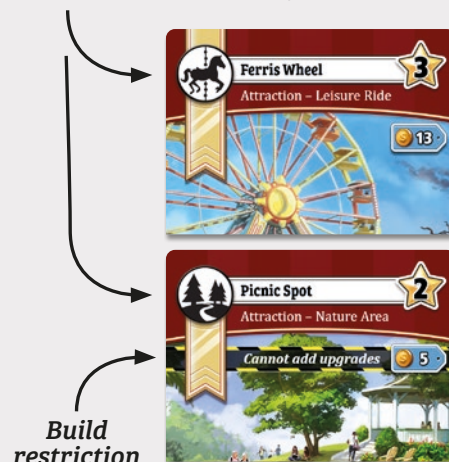 Ferris Wheel
3
Attraction – Leisure Ride
13
Picnic Spot
2
Attraction – Nature Area
Cannot add upgrades
5
Build
restriction